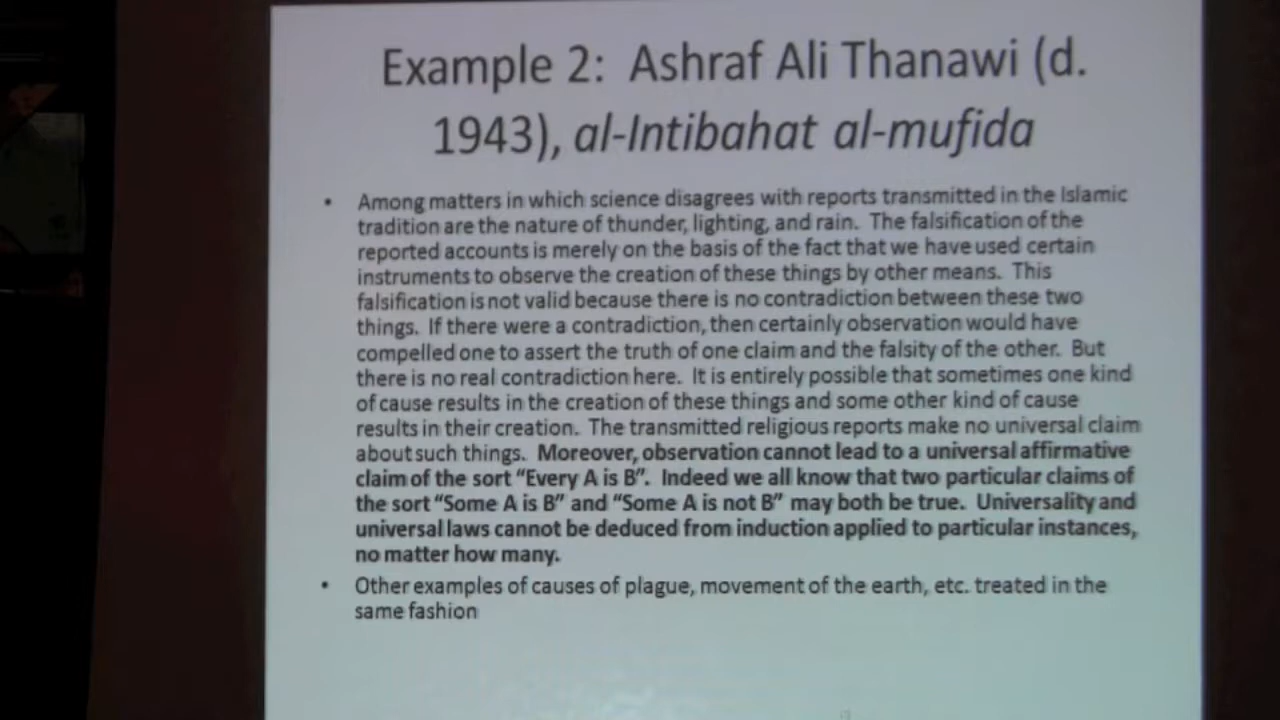 Example 2: Ashraf Ali Thanawi (d.
1943), al-Intibahat al-mufida
• Among matters in which science disagrees with reports transmitted in the Islamic
tradition are the nature of thunder, lighting, and rain. The falsification of the
reported accounts is merely on the basis of the fact that we have used certain
instruments to observe the creation of these things by other means. This
falsification is not valid because there is no contradiction between these two
things. If there were a contradiction, then certainly observation would have
compelled one to assert the truth of one claim and the falsity of the other. But
there is no real contradiction here. It is entirely possible that sometimes one kind
of cause results in the creation of these things and some other kind of cause
results in their creation. The transmitted religious reports make no universal claim
about such things. Moreover, observation cannot lead to a universal affirmative
claim of the sort “Every A is B”. Indeed we all know that two particular claims of
the sort “Some A is B” and “Some A is not B” may both be true. Universality and
universal laws cannot be deduced from induction applied to particular instances,
no matter how many.
• Other examples of causes of plague, movement of the earth, etc. treated in the
same fashion